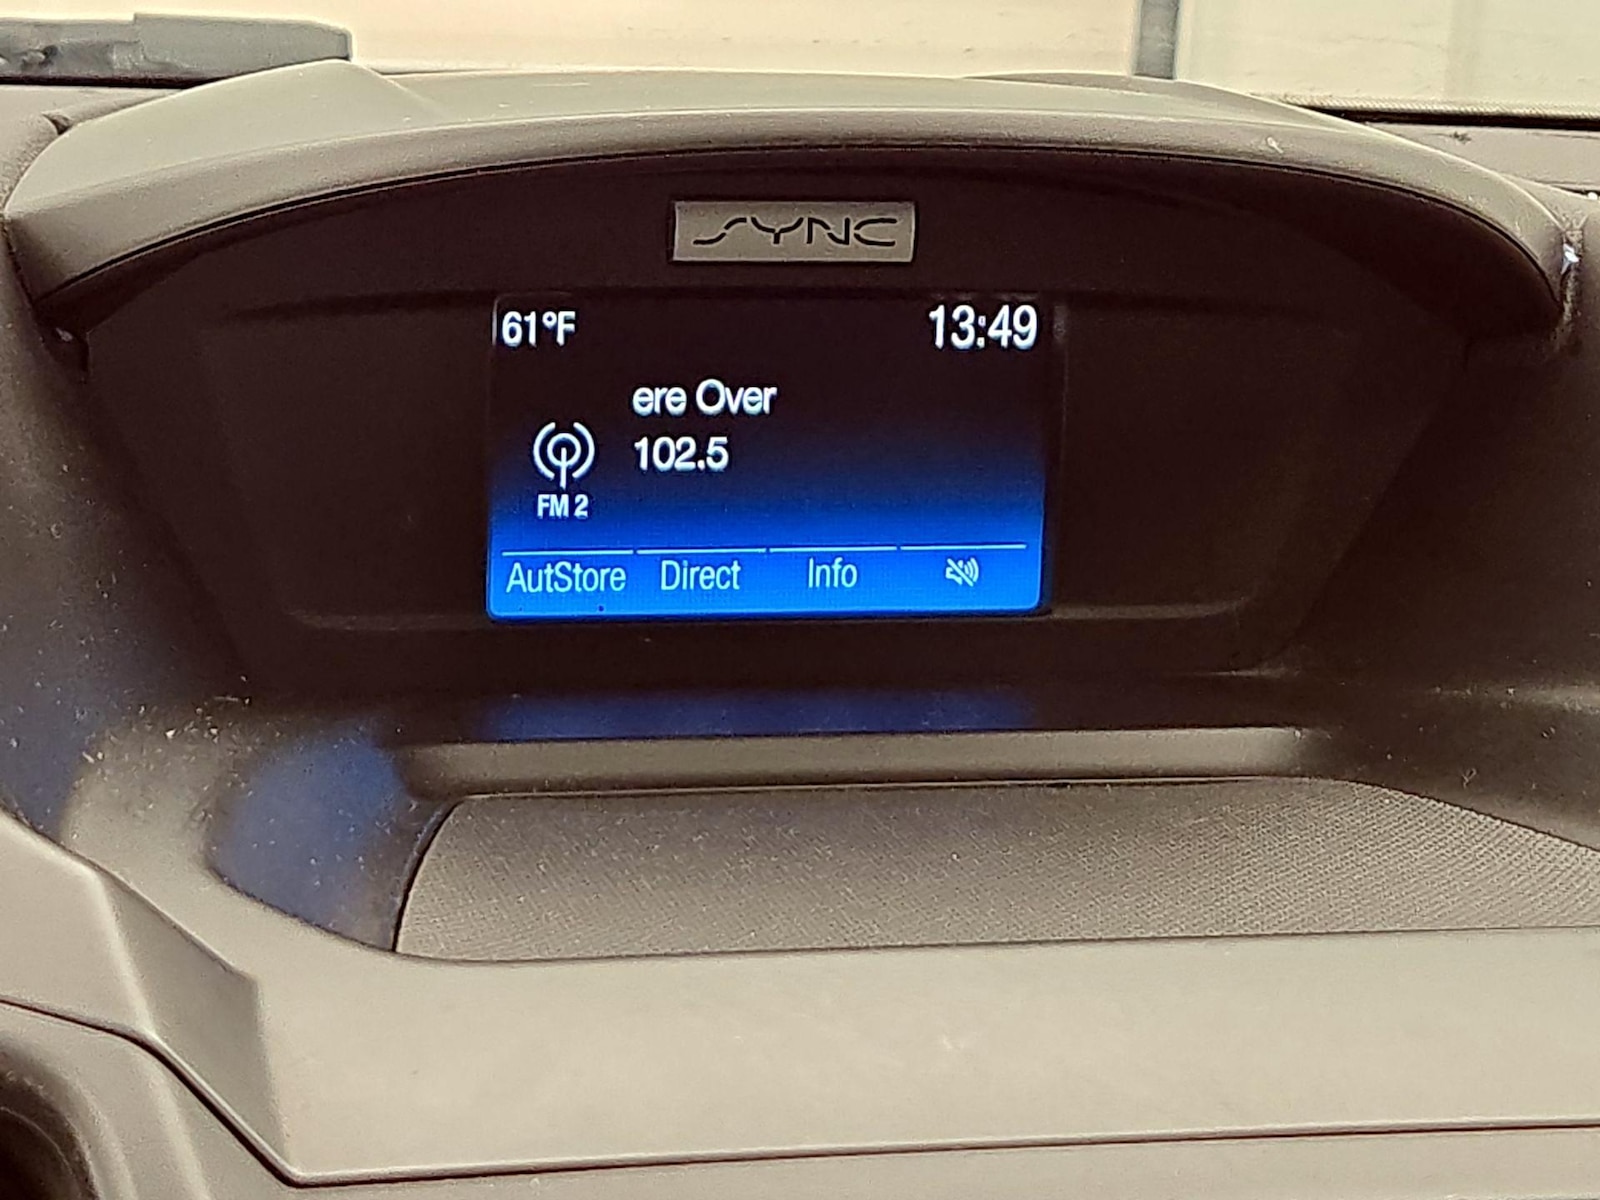 SYNC
61°F 13:49
ere Over
102.5
FM 2
AutStore Direct Info